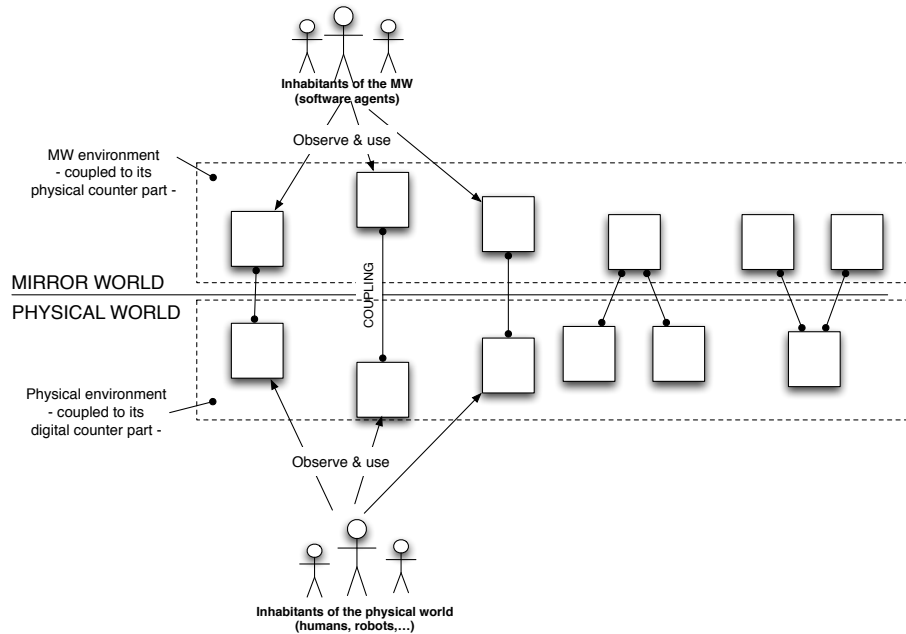 Inhabitants of the MW
(software agents)
Observe & use
MW environment
- coupled to its
physical counter part -
MIRROR WORLD
COUPLING
PHYSICAL WORLD
Physical environment
- coupled to its
digital counter part -
Observe & use
Inhabitants of the physical world
(humans, robots,...)